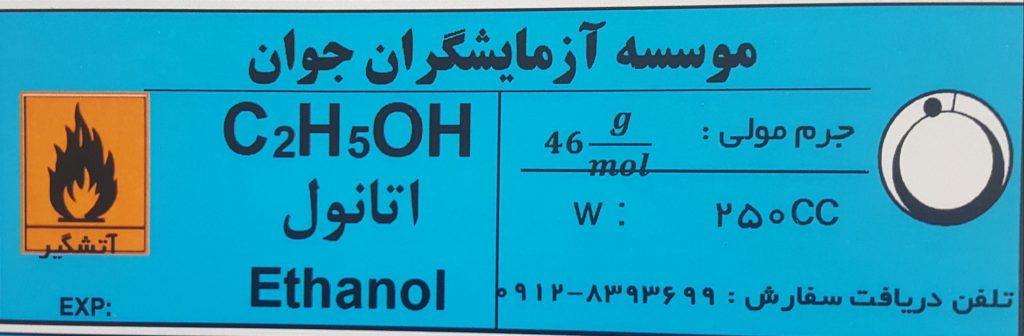 موسسه آزمایشگران جوان
C2H5OH
اتانول
Ethanol
جرم مولی : 46 g/mol
W : ۲۵۰CC
تلفن دریافت سفارش : ۰۹۱۲-۸۳۹۳۶۹۹
آتشگیر
EXP: